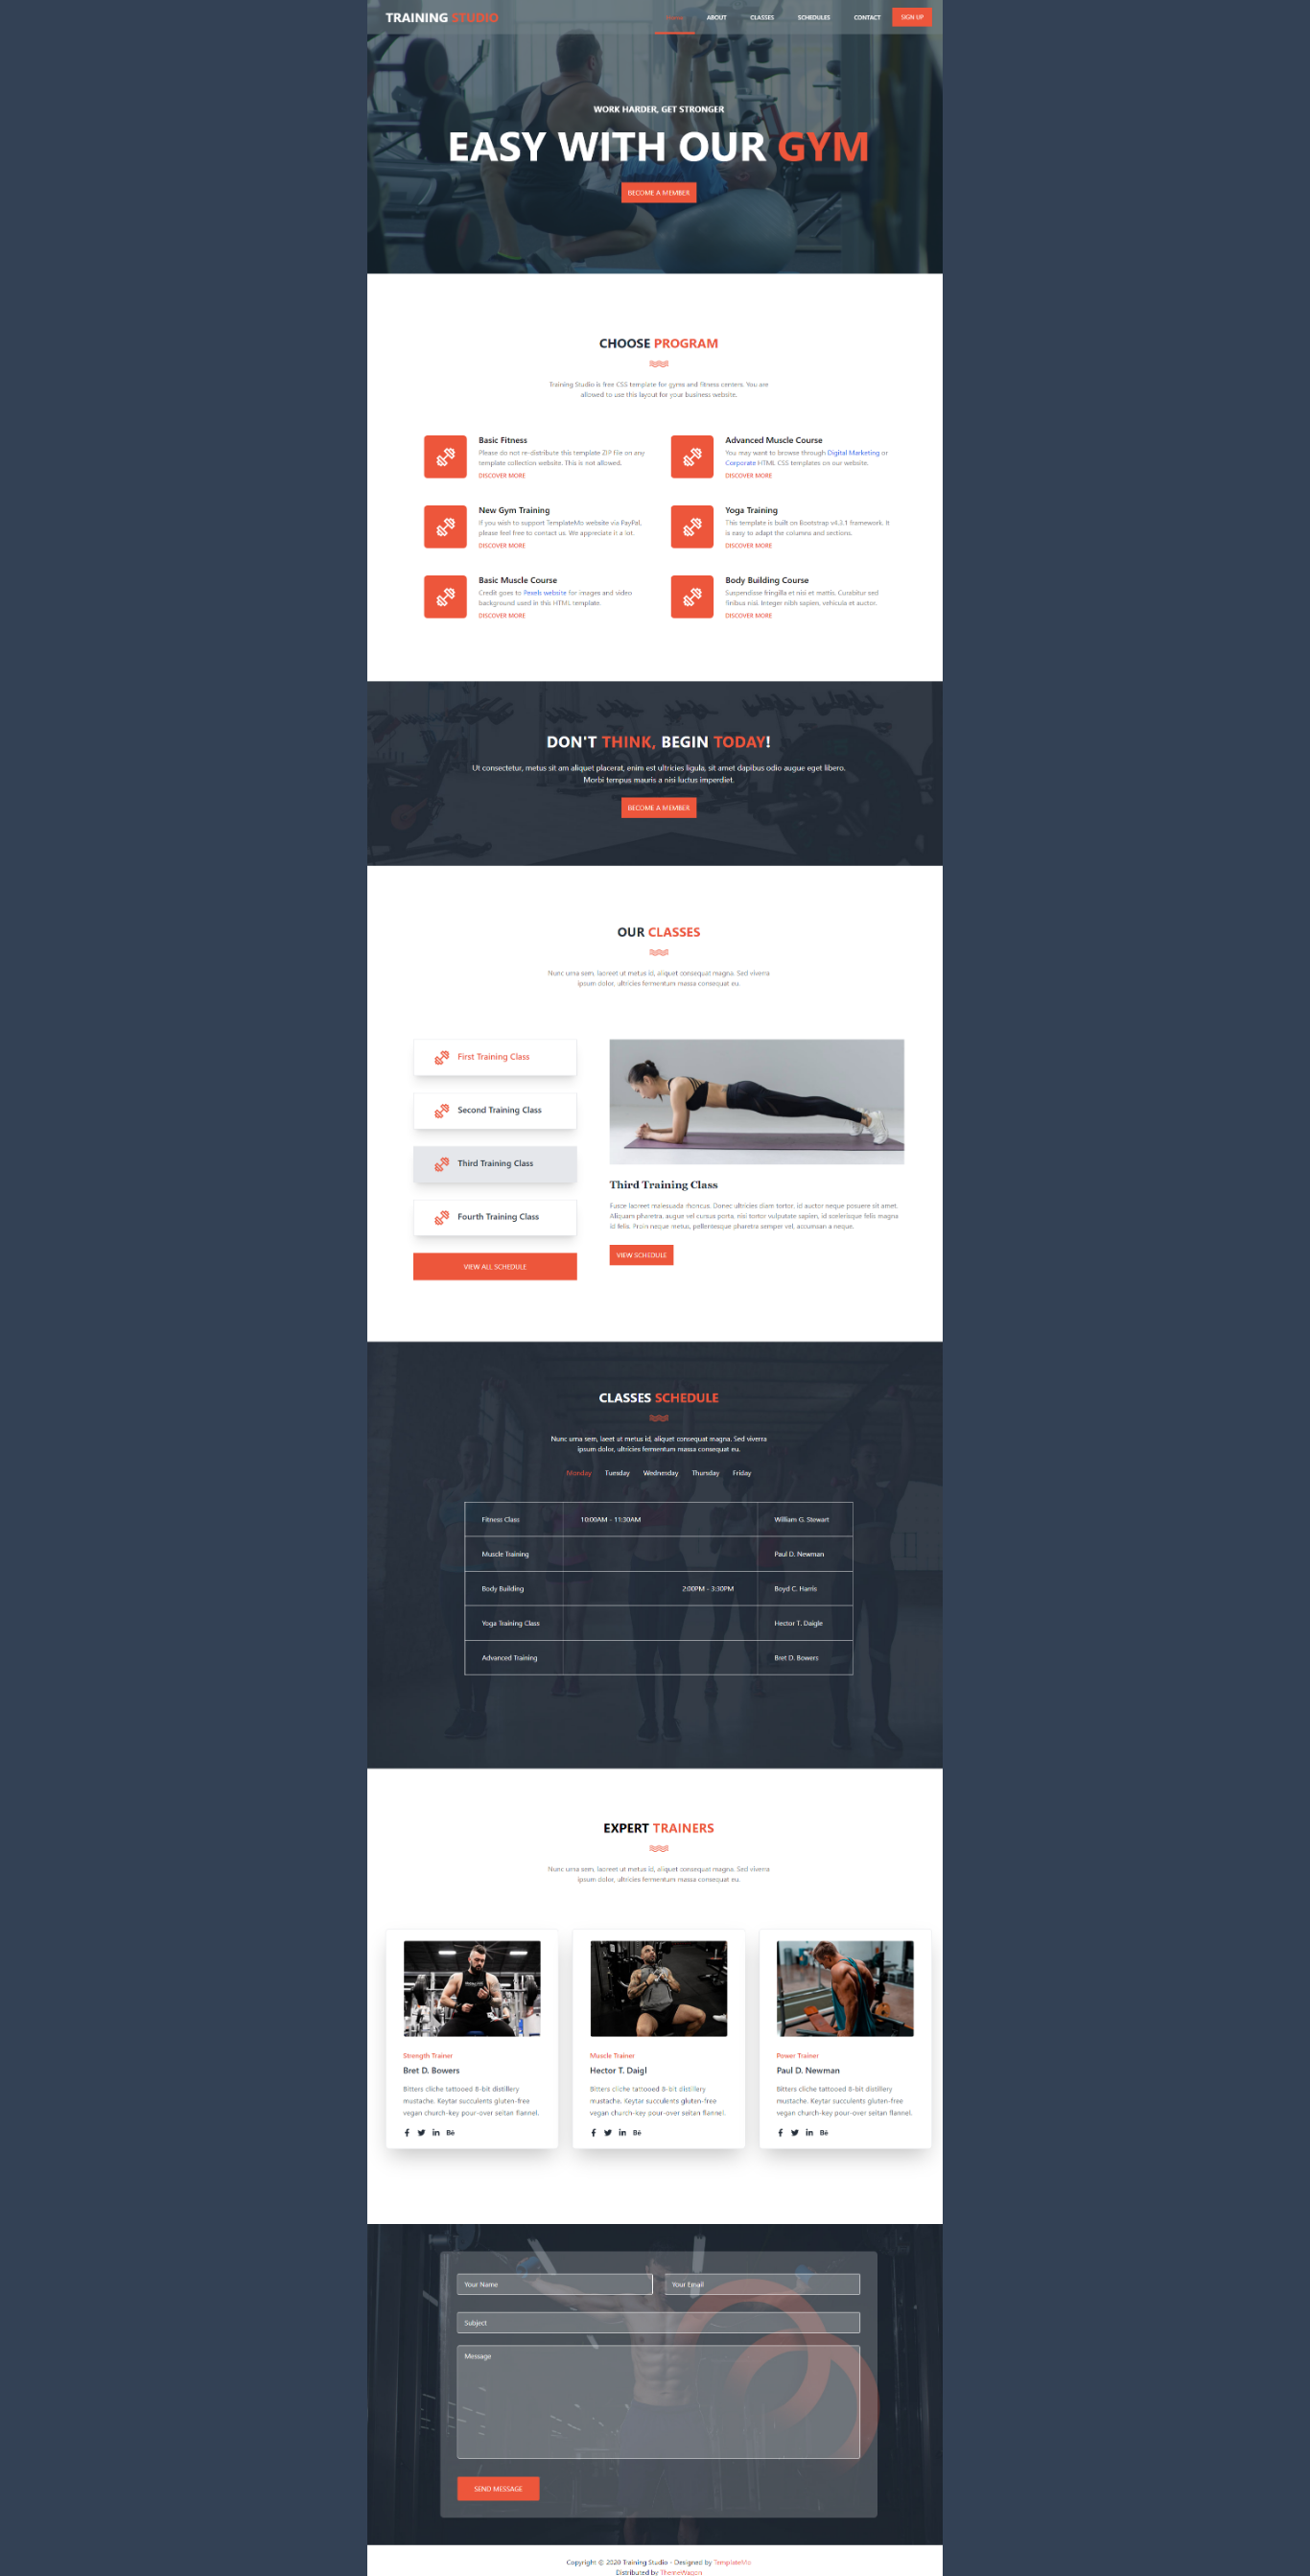 TRAINING STUDIO
Home ABOUT CLASSES SCHEDULES CONTACT SIGN UP
WORK HARDER, GET STRONGER
EASY WITH OUR GYM
BECOME A MEMBER
CHOOSE PROGRAM
Training Studio is free CSS template for gyms and fitness centers. You are
allowed to use this layout for your business website.
Basic Fitness
Please do not re-distribute this template ZIP file on any
template collection website. This is not allowed.
DISCOVER MORE
Advanced Muscle Course
You may want to browse through Digital Marketing or
Corporate HTML CSS templates on our website.
DISCOVER MORE
New Gym Training
If you wish to support TemplateMo website via PayPal,
please feel free to contact us. We appreciate it a lot.
DISCOVER MORE
Yoga Training
This template is built on Bootstrap v4.3.1 framework. It
is easy to adapt the columns and sections.
DISCOVER MORE
Basic Muscle Course
Credit goes to Pexels website for images and video
background used in this HTML template.
DISCOVER MORE
Body Building Course
Suspendisse fringilla et nisi et mattis. Curabitur sed
finibus nisi. Integer nibh sapien, vehicula et auctor.
DISCOVER MORE
DON'T THINK, BEGIN TODAY!
Ut consectetur, metus sit am aliquet placerat, enim est ultricies ligula, sit amet dapibus odio augue eget libero.
Morbi tempus mauris a nisi luctus imperdiet.
BECOME A MEMBER
OUR CLASSES
Nunc urna sem, laoreet ut metus id, aliquet consequat magna. Sed viverra
ipsum dolor, ultricies fermentum massa consequat eu.
First Training Class
Second Training Class
Third Training Class
Fourth Training Class
VIEW ALL SCHEDULE
Third Training Class
Fusce laoreet malesuada rhoncus. Donec ultricies diam tortor, id auctor neque posuere sit amet.
Aliquam pharetra, augue vel cursus porta, nisi tortor vulputate sapien, id scelerisque felis magna
id felis. Proin neque metus, pellentesque pharetra semper vel, accumsan a neque.
VIEW SCHEDULE
CLASSES SCHEDULE
Nunc urna sem, laeet ut metus id, aliquet consequat magna. Sed viverra
ipsum dolor, ultricies fermentum massa consequat eu.
Monday Tuesday Wednesday Thursday Friday
Fitness Class 10:00AM - 11:30AM William G. Stewart
Muscle Training Paul D. Newman
Body Building 2:00PM - 3:30PM Boyd C. Harris
Yoga Training Class Hector T. Daigle
Advanced Training Bret D. Bowers
EXPERT TRAINERS
Nunc urna sem, laoreet ut metus id, aliquet consequat magna. Sed viverra
ipsum dolor, ultricies fermentum massa consequat eu.
Strength Trainer
Bret D. Bowers
Bitters cliche tattooed 8-bit distillery
mustache. Keytar succulents gluten-free
vegan church-key pour-over seitan flannel.
Bē
Muscle Trainer
Hector T. Daigl
Bitters cliche tattooed 8-bit distillery
mustache. Keytar succulents gluten-free
vegan church-key pour-over seitan flannel.
Bē
Power Trainer
Paul D. Newman
Bitters cliche tattooed 8-bit distillery
mustache. Keytar succulents gluten-free
vegan church-key pour-over seitan flannel.
Bē
Your Name
Your Email
Subject
Message
SEND MESSAGE
Copyright © 2020 Training Studio - Designed by TemplateMo
Distributed by ThemeWagon